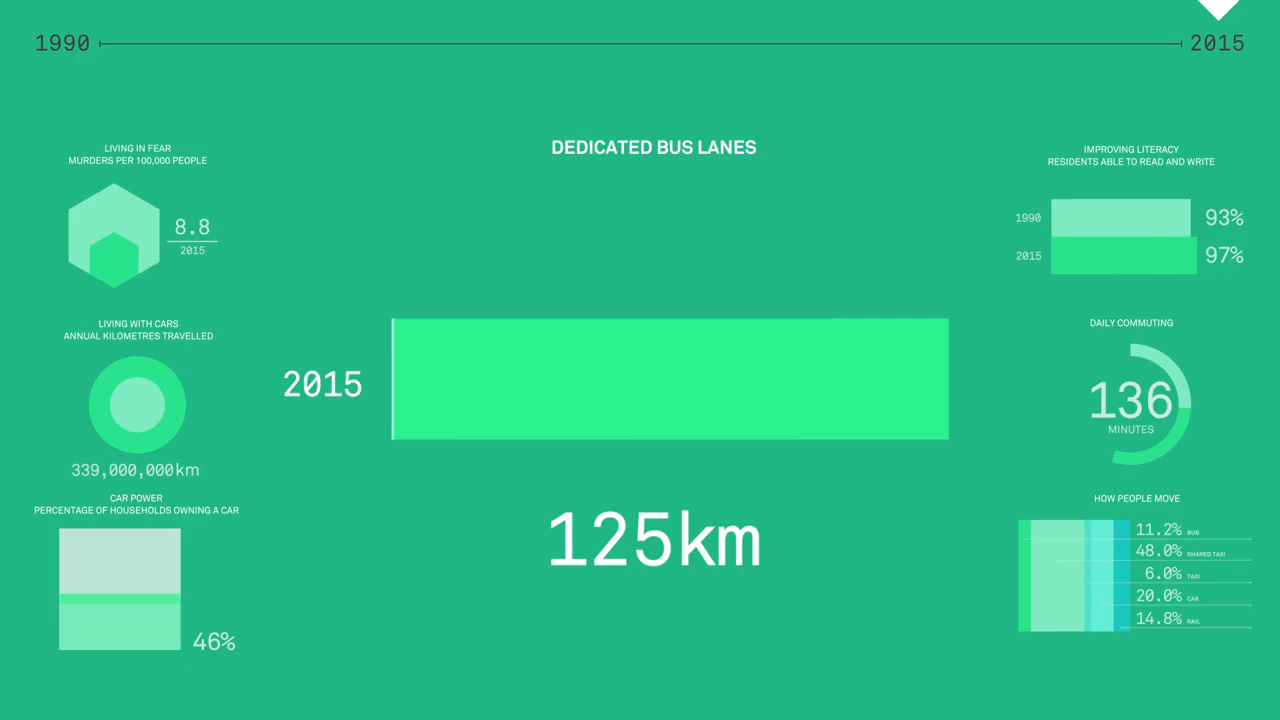 1990
2015
LIVING IN FEAR
MURDERS PER 100,000 PEOPLE
8.8
2015
LIVING WITH CARS
ANNUAL KILOMETRES TRAVELLED
339,000,000km
CAR POWER
PERCENTAGE OF HOUSEHOLDS OWNING A CAR
46%
DEDICATED BUS LANES
2015
125km
IMPROVING LITERACY
RESIDENTS ABLE TO READ AND WRITE
1990 93%
2015 97%
DAILY COMMUTING
136
MINUTES
HOW PEOPLE MOVE
11.2% BUS
48.0% SHARED TAXI
6.0% TAXI
20.0% CAR
14.8% RAIL